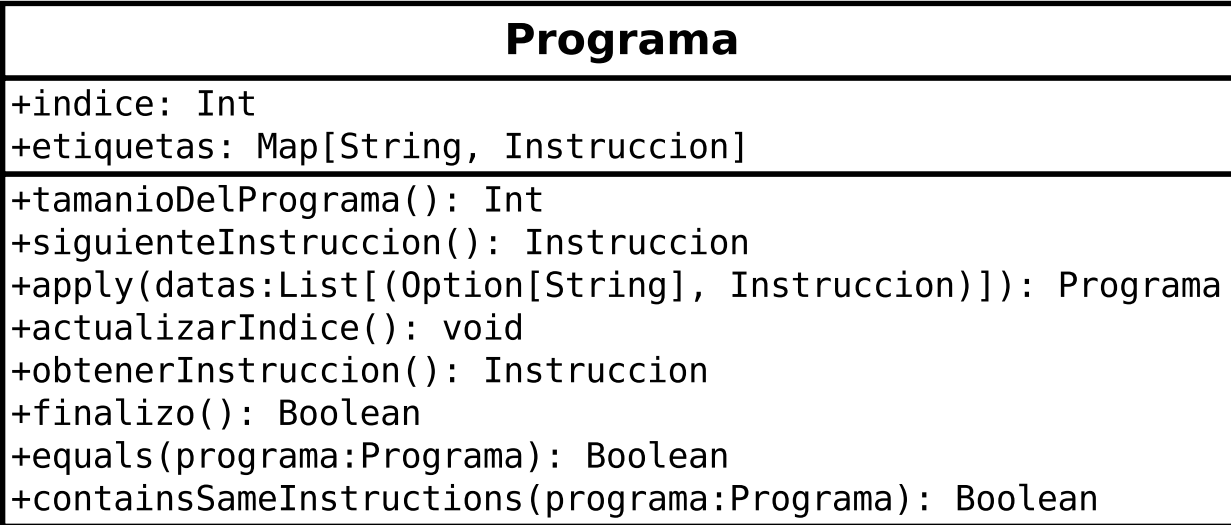 Programa
+indice: Int
+etiquetas: Map[String, Instruccion]
+tamanioDelPrograma(): Int
+siguienteInstruccion(): Instruccion
+apply(datas:List[(Option[String], Instruccion)]): Programa
+actualizarIndice(): void
+obtenerInstruccion(): Instruccion
+finalizo(): Boolean
+equals(programa:Programa): Boolean
+containsSameInstructions(programa:Programa): Boolean